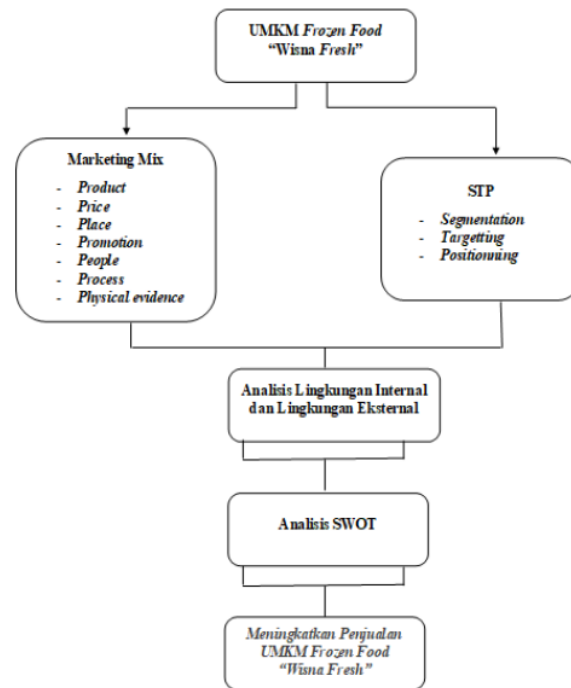 UMKM Frozen Food
“Wisna Fresh”
Marketing Mix
- Product
- Price
- Place
- Promotion
- People
- Process
- Physical evidence
STP
- Segmentation
- Targetting
- Positionning
Analisis Lingkungan Internal
dan Lingkungan Eksternal
Analisis SWOT
Meningkatkan Penjualan
UMKM Frozen Food
“Wisna Fresh”